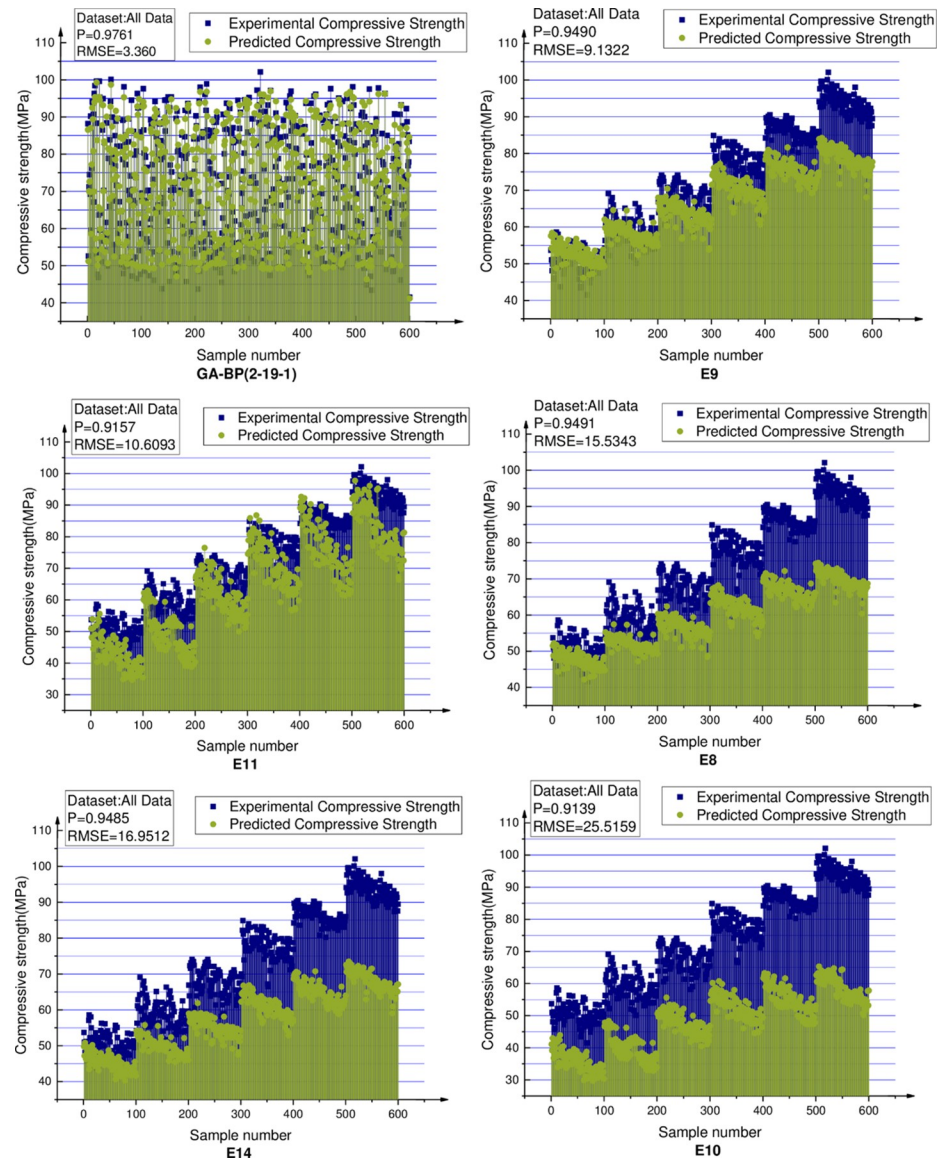 Dataset:All Data
P=0.9761
RMSE=3.360
Experimental Compressive Strength
Predicted Compressive Strength
Compressive strength(MPa)
110
100
90
80
70
60
50
40
0 100 200 300 400 500 600
Sample number
GA-BP(2-19-1)
Dataset:All Data
P=0.9490
RMSE=9.1322
Experimental Compressive Strength
Predicted Compressive Strength
Compressive strength(MPa)
110
100
90
80
70
60
50
40
0 100 200 300 400 500 600
Sample number
E9
Dataset:All Data
P=0.9157
RMSE=10.6093
Experimental Compressive Strength
Predicted Compressive Strength
Compressive strength(MPa)
110
100
90
80
70
60
50
40
30
0 100 200 300 400 500 600
Sample number
E11
Dataset:All Data
P=0.9491
RMSE=15.5343
Experimental Compressive Strength
Predicted Compressive Strength
Compressive strength(MPa)
110
100
90
80
70
60
50
40
0 100 200 300 400 500 600
Sample number
E8
Dataset:All Data
P=0.9485
RMSE=16.9512
Experimental Compressive Strength
Predicted Compressive Strength
Compressive strength(MPa)
110
100
90
80
70
60
50
40
0 100 200 300 400 500 600
Sample number
E14
Dataset:All Data
P=0.9139
RMSE=25.5159
Experimental Compressive Strength
Predicted Compressive Strength
Compressive strength(MPa)
110
100
90
80
70
60
50
40
30
0 100 200 300 400 500 600
Sample number
E10